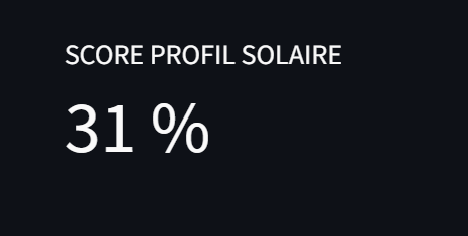 SCORE PROFIL SOLAIRE
31 %